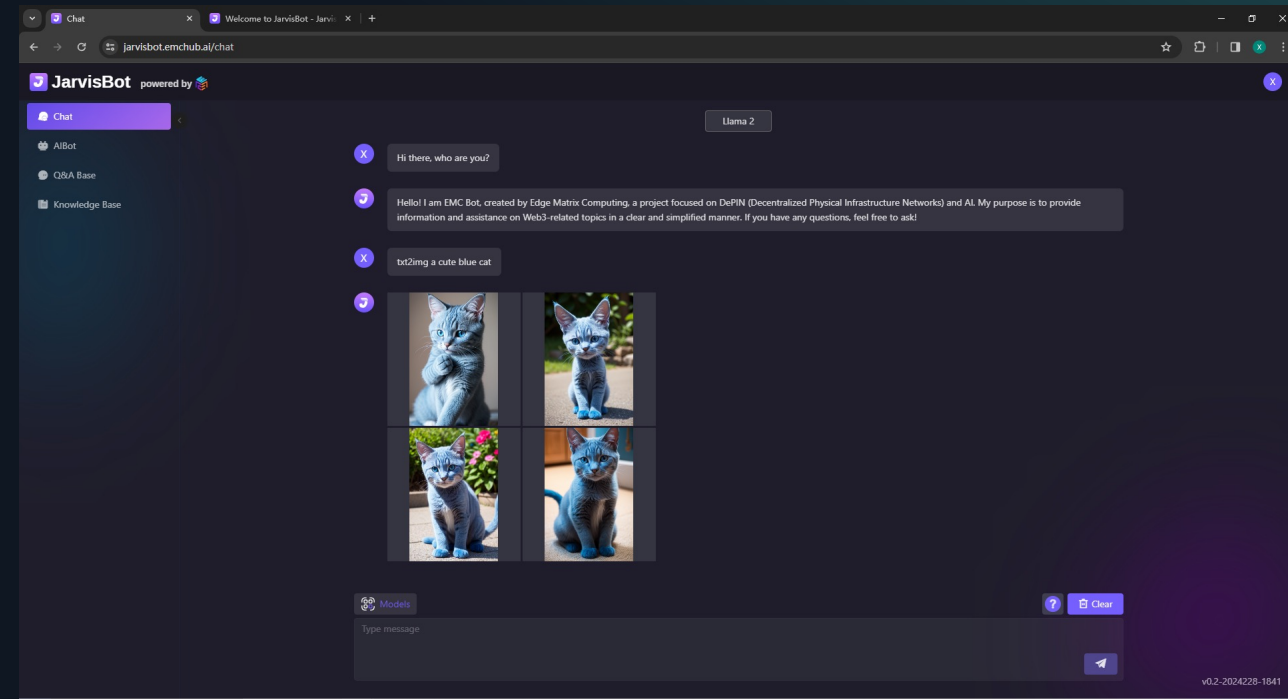 Chat
Welcome to JarvisBot - Jarvi
jarvisbot.emchub.ai/chat
X
JarvisBot powered by
X
Chat
AIBot
Q&A Base
Knowledge Base
Llama 2
X
Hi there, who are you?
J
Hello! I am EMC Bot, created by Edge Matrix Computing, a project focused on DePIN (Decentralized Physical Infrastructure Networks) and AI. My purpose is to provide
information and assistance on Web3-related topics in a clear and simplified manner. If you have any questions, feel free to ask!
X
txt2img a cute blue cat
J
Models
?
Clear
Type message
v0.2-2024228-1841